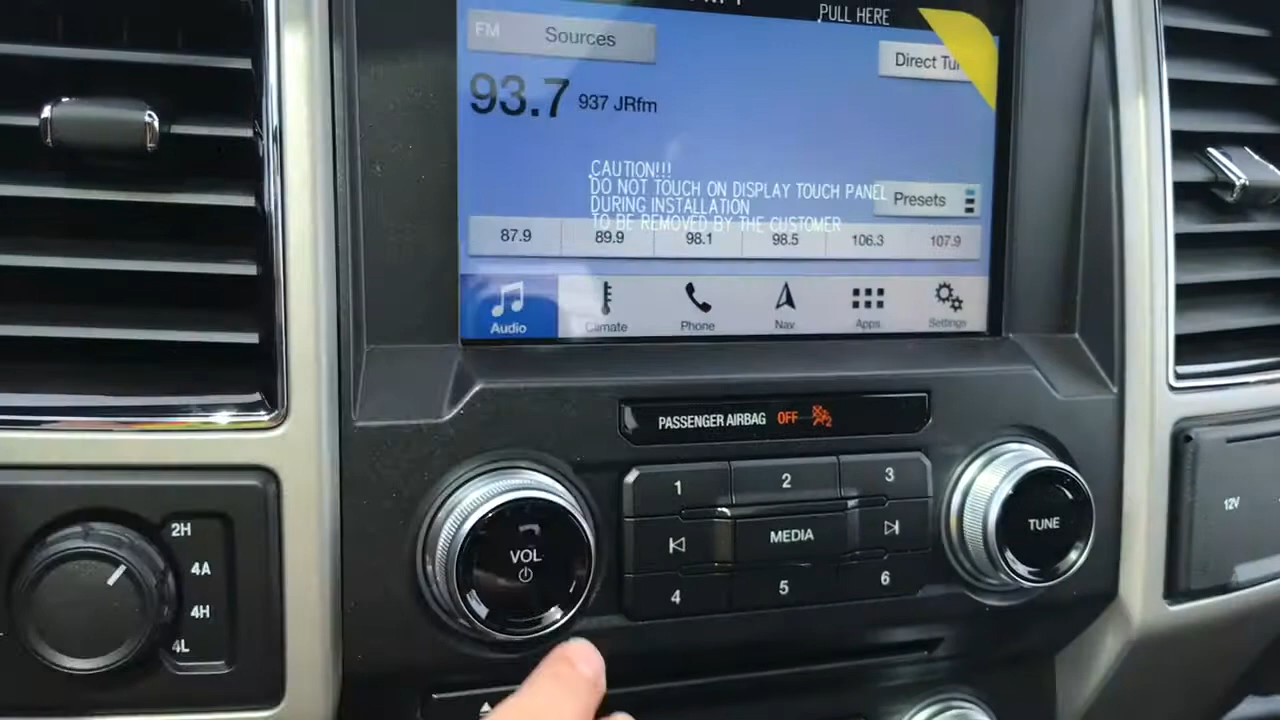 PULL HERE
FM
Sources
Direct Tu
93.7 937 JRfm
CAUTION!!!
DO NOT TOUCH ON DISPLAY TOUCH PANEL
DURING INSTALLATION
TO BE REMOVED BY THE CUSTOMER
Presets
87.9 89.9 98.1 98.5 106.3 107.9
Audio Climate Phone Nav Apps Settings
PASSENGER AIRBAG OFF
1 2 3
MEDIA
4 5 6
VOL
TUNE
2H
4A
4H
4L
12V